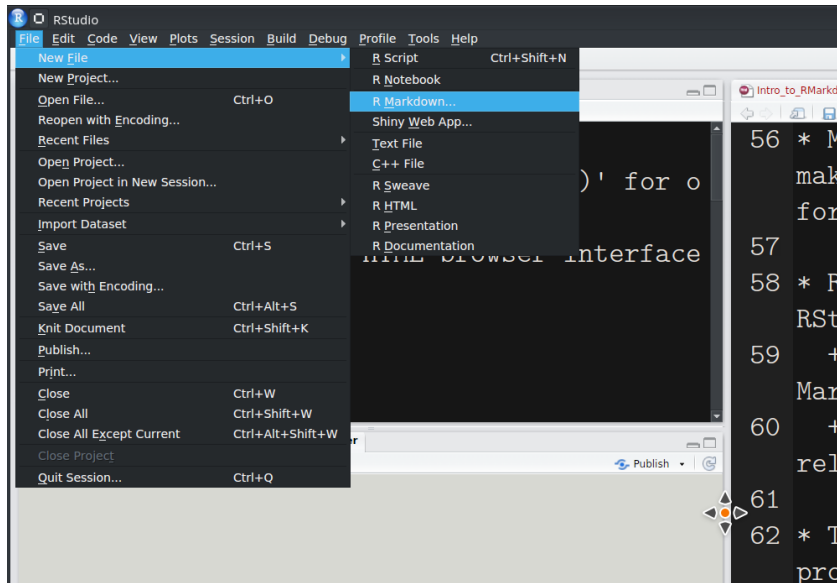 RStudio
File Edit Code View Plots Session Build Debug Profile Tools Help
New File
New Project...
Open File... Ctrl+O
Reopen with Encoding...
Recent Files
Open Project...
Open Project in New Session...
Recent Projects
Import Dataset
Save Ctrl+S
Save As...
Save with Encoding...
Save All Ctrl+Alt+S
Knit Document Ctrl+Shift+K
Publish...
Print...
Close Ctrl+W
Close All Ctrl+Shift+W
Close All Except Current Ctrl+Alt+Shift+W
Close Project
Quit Session... Ctrl+Q
R Script Ctrl+Shift+N
R Notebook
R Markdown...
Shiny Web App...
Text File
C++ File
R Sweave
R HTML
R Presentation
R Documentation
)' for o
HTML browser interface
r
Publish
Intro_to_RMarkd
56 * M
mak
for
57
58 * R
RSt
59 +
Mar
60 +
rel
61
62 * T
pro